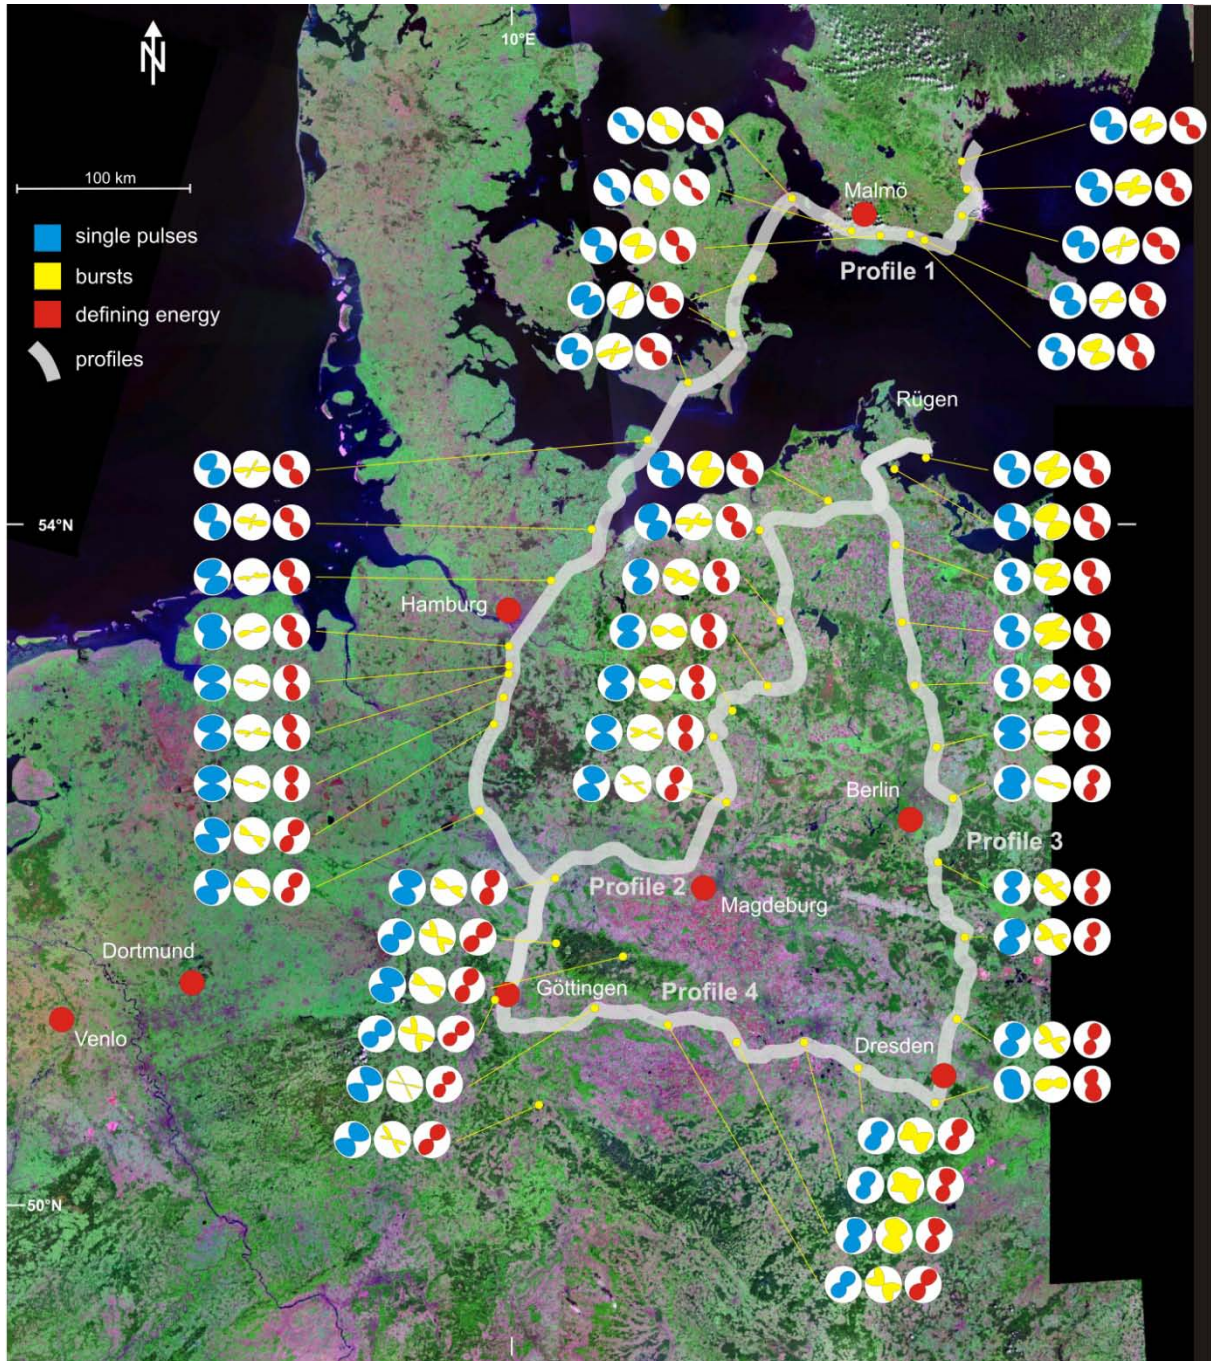 N
10°E
100 km
single pulses
bursts
defining energy
profiles
Malmö
Profile 1
Rügen
54°N
Hamburg
Berlin
Profile 3
Profile 2
Magdeburg
Dortmund
Göttingen
Profile 4
Venlo
Dresden
50°N